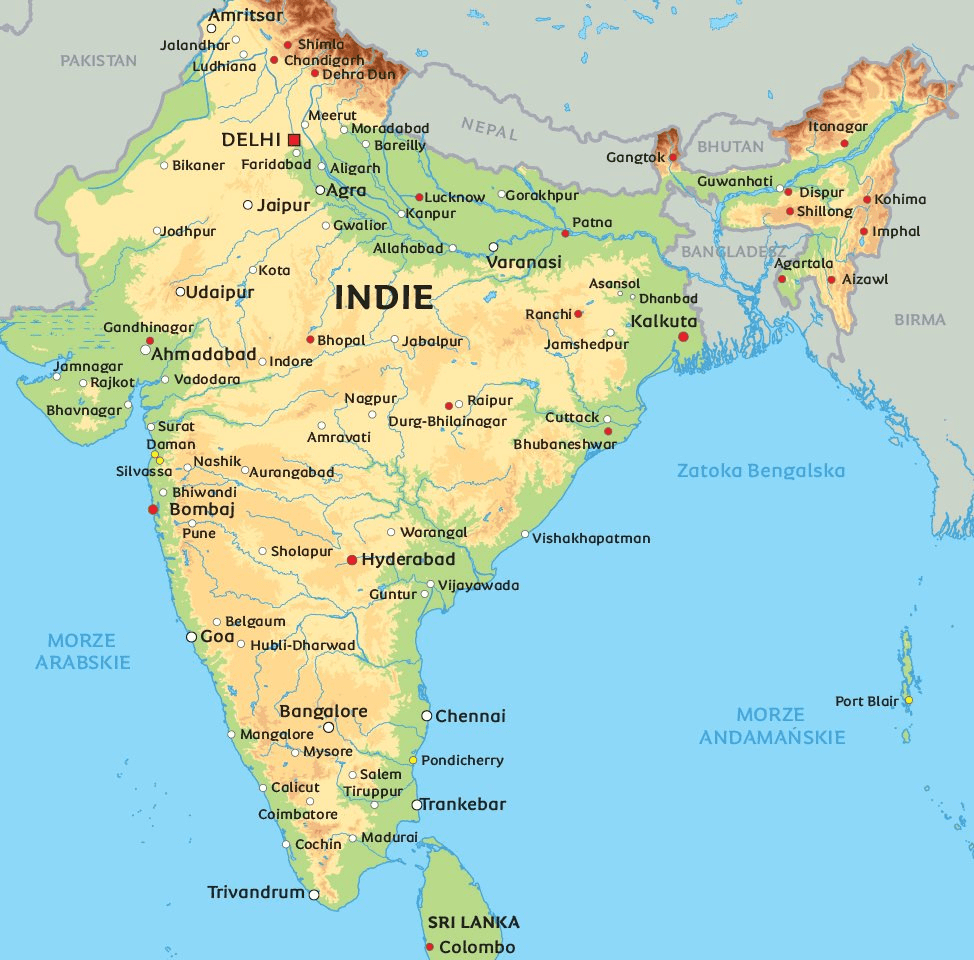 Amritsar
Jalandhar
Shimla
PAKISTAN
Chandigarh
Ludhiana
Dehra Dun
Meerut
Moradabad
NEPAL
Itanagar
DELHI
Bareilly
BHUTAN
Gangtok
Bikaner
Faridabad
Aligarh
Guwanhati
Agra
Lucknow
Gorakhpur
Dispur
Kohima
Jaipur
Kanpur
Shillong
Jodhpur
Gwalior
Patna
Imphal
Allahabad
BANGLADESZ
Varanasi
Agartala
Kota
Aizawl
Udaipur
INDIE
Asansol
Dhanbad
Ranchi
Kalkuta
BIRMA
Gandhinagar
Bhopal
Jabalpur
Jamshedpur
Ahmadabad
Indore
Jamnagar
Rajkot
Vadodara
Bhavnagar
Nagpur
Raipur
Durg-Bhilainagar
Cuttack
Surat
Amravati
Bhubaneshwar
Daman
Nashik
Silvassa
Aurangabad
Zatoka Bengalska
Bhiwandi
Bombaj
Pune
Warangal
Vishakhapatman
Sholapur
Hyderabad
Vijayawada
Guntur
Belgaum
Goa
MORZE
ARABSKIE
Hubli-Dharwad
Port Blair
Bangalore
Chennai
MORZE
ANDAMAŃSKIE
Mangalore
Mysore
Pondicherry
Salem
Calicut
Tiruppur
Trankebar
Coimbatore
Madurai
Cochin
Trivandrum
SRI LANKA
Colombo